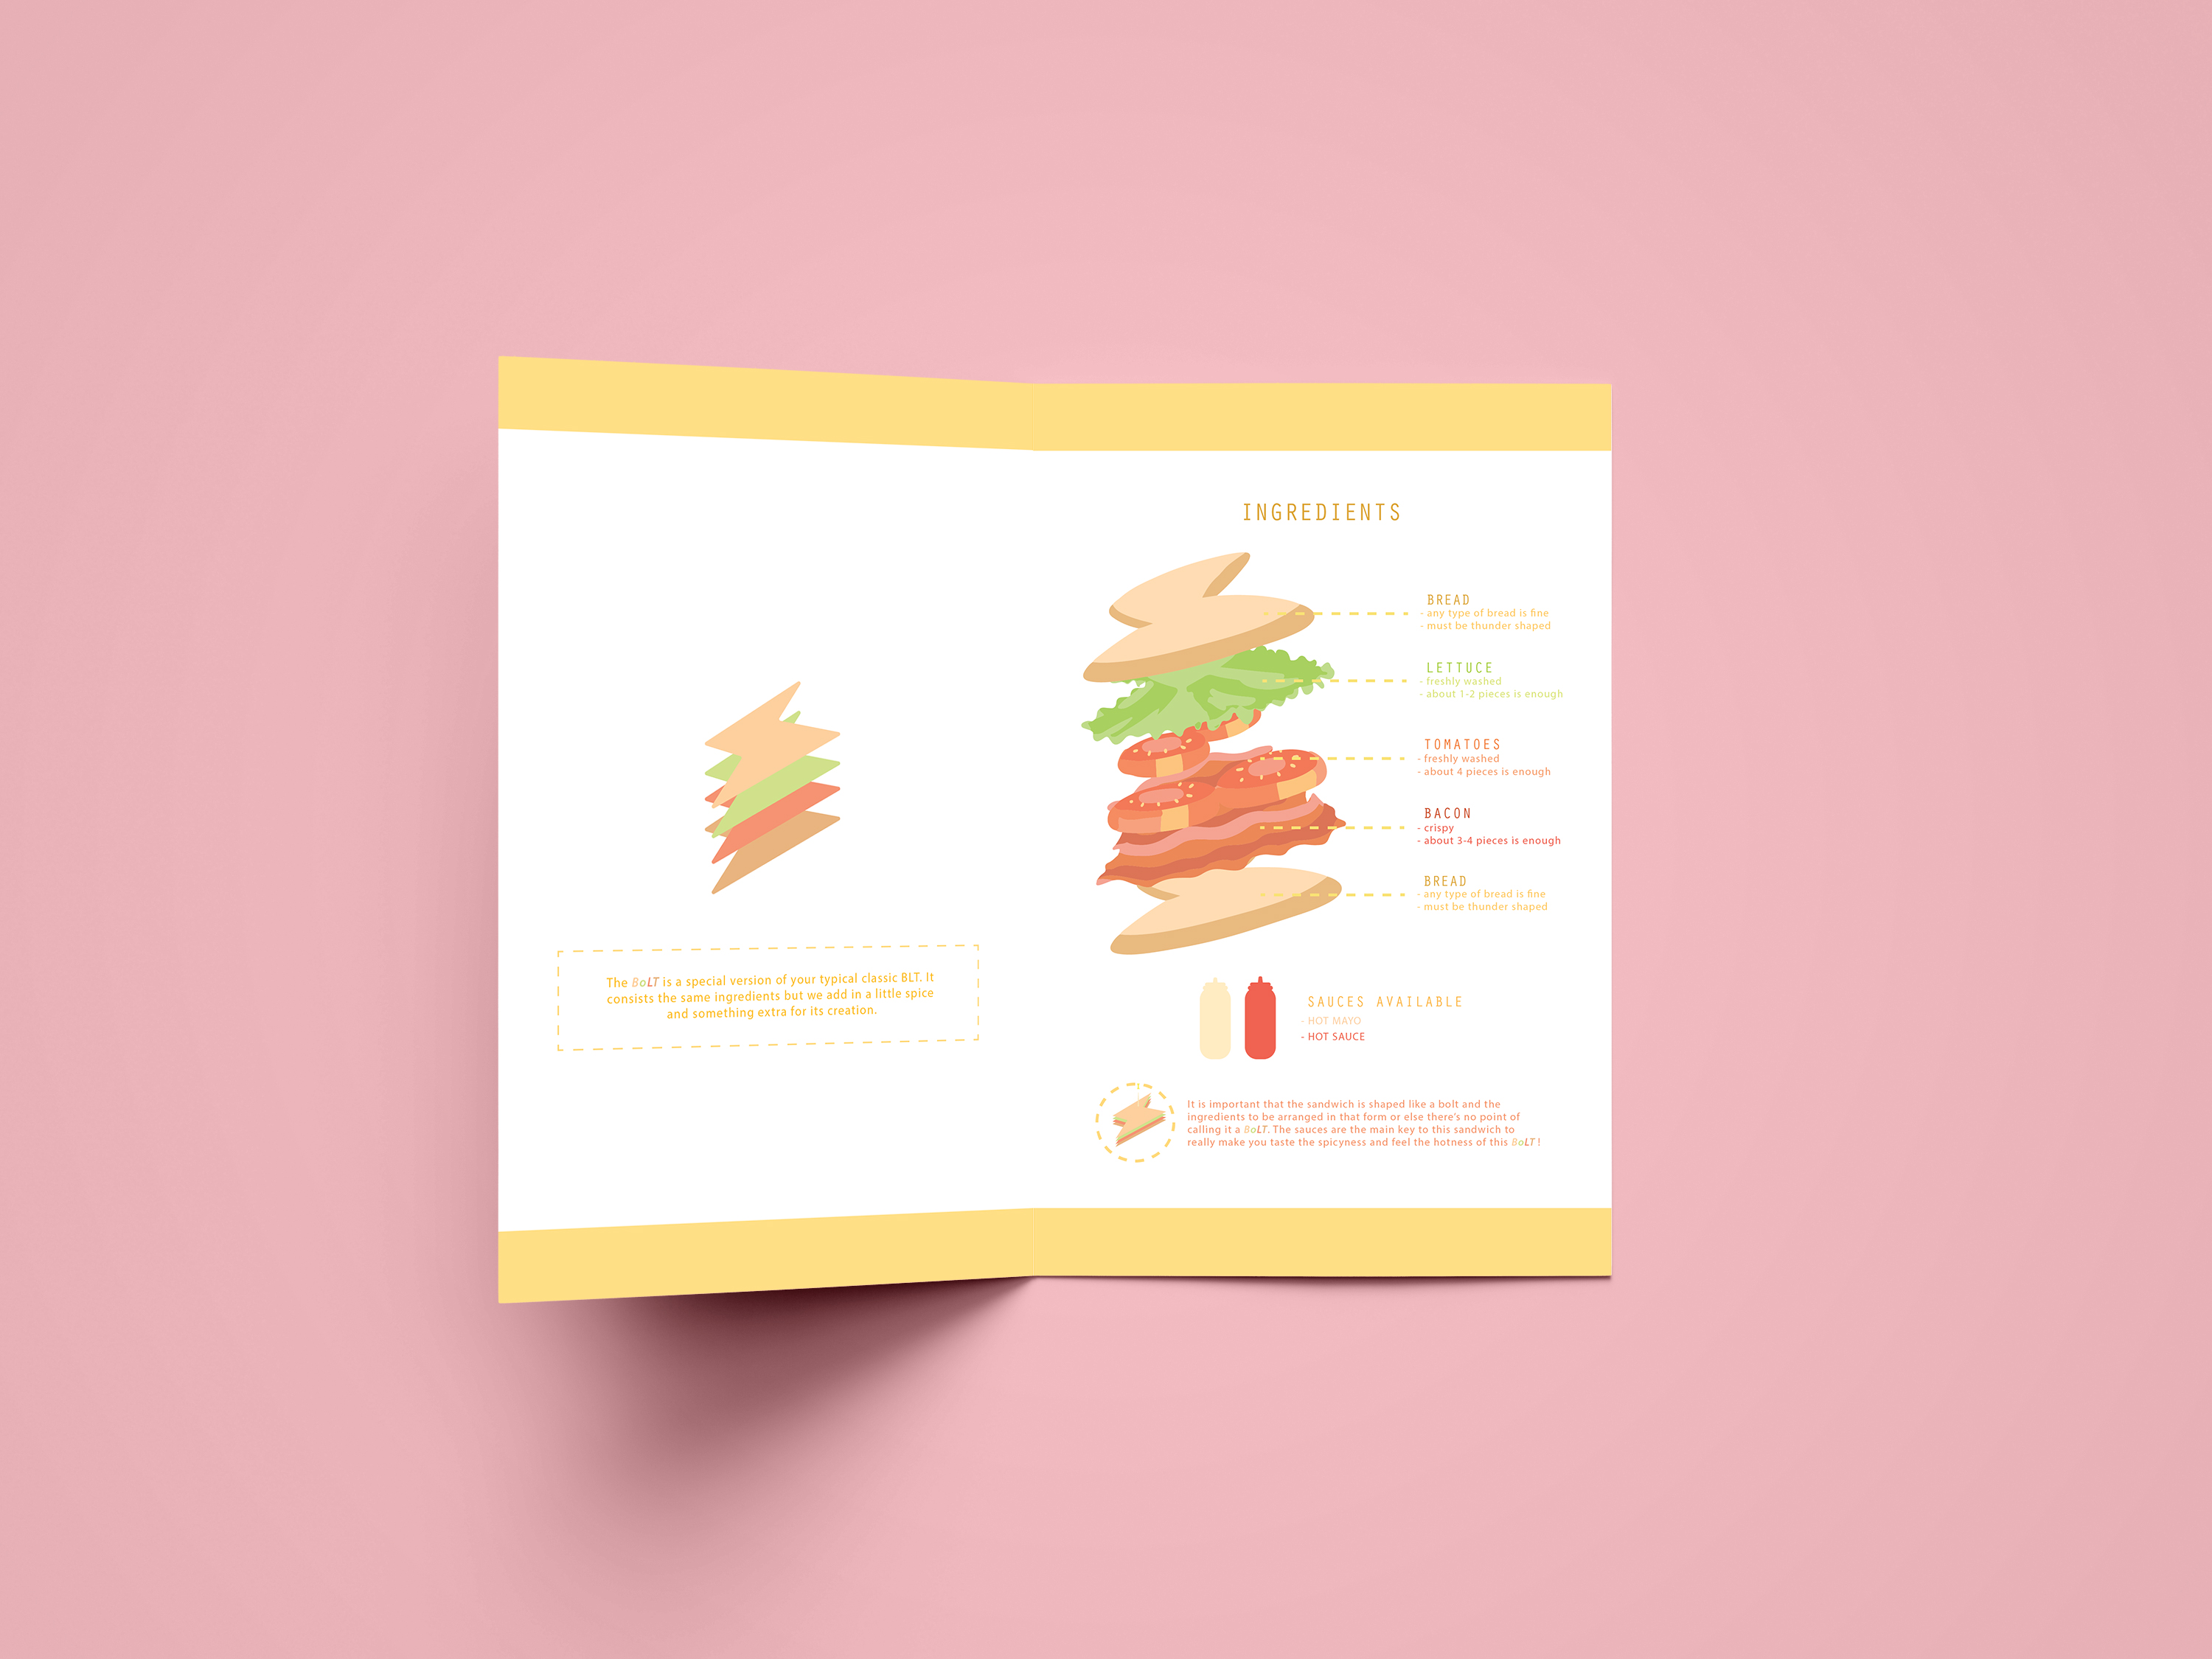 The BoLT is a special version of your typical classic BLT. It
consists the same ingredients but we add in a little spice
and something extra for its creation.
INGREDIENTS
BREAD
- any type of bread is fine
- must be thunder shaped
LETTUCE
- freshly washed
- about 1-2 pieces is enough
TOMATOES
- freshly washed
- about 4 pieces is enough
BACON
- crispy
- about 3-4 pieces is enough
BREAD
- any type of bread is fine
- must be thunder shaped
SAUCES AVAILABLE
- HOT MAYO
- HOT SAUCE
It is important that the sandwich is shaped like a bolt and the
ingredients to be arranged in that form or else there's no point of
calling it a BoLT. The sauces are the main key to this sandwich to
really make you taste the spicyness and feel the hotness of this BoLT!